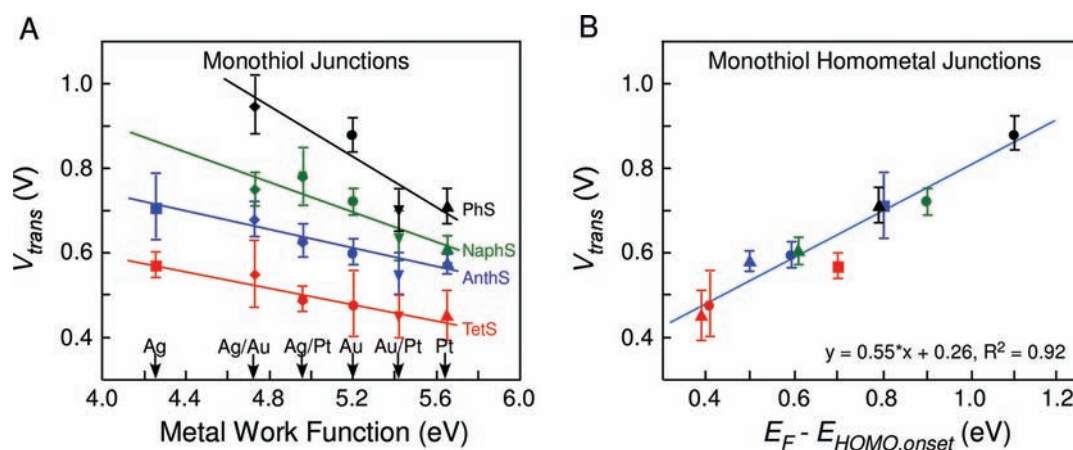 A
Monothiol Junctions
V_trans (V)
1.0
0.8
0.6
0.4
PhS
NaphS
AnthS
TetS
Ag
Ag/Au
Ag/Pt
Au
Au/Pt
Pt
4.0 4.4 4.8 5.2 5.6 6.0
Metal Work Function (eV)
B
Monothiol Homometal Junctions
V_trans (V)
1.0
0.8
0.6
0.4
y = 0.55*x + 0.26, R² = 0.92
0.4 0.6 0.8 1.0 1.2
E_F - E_HOMO,onset (eV)